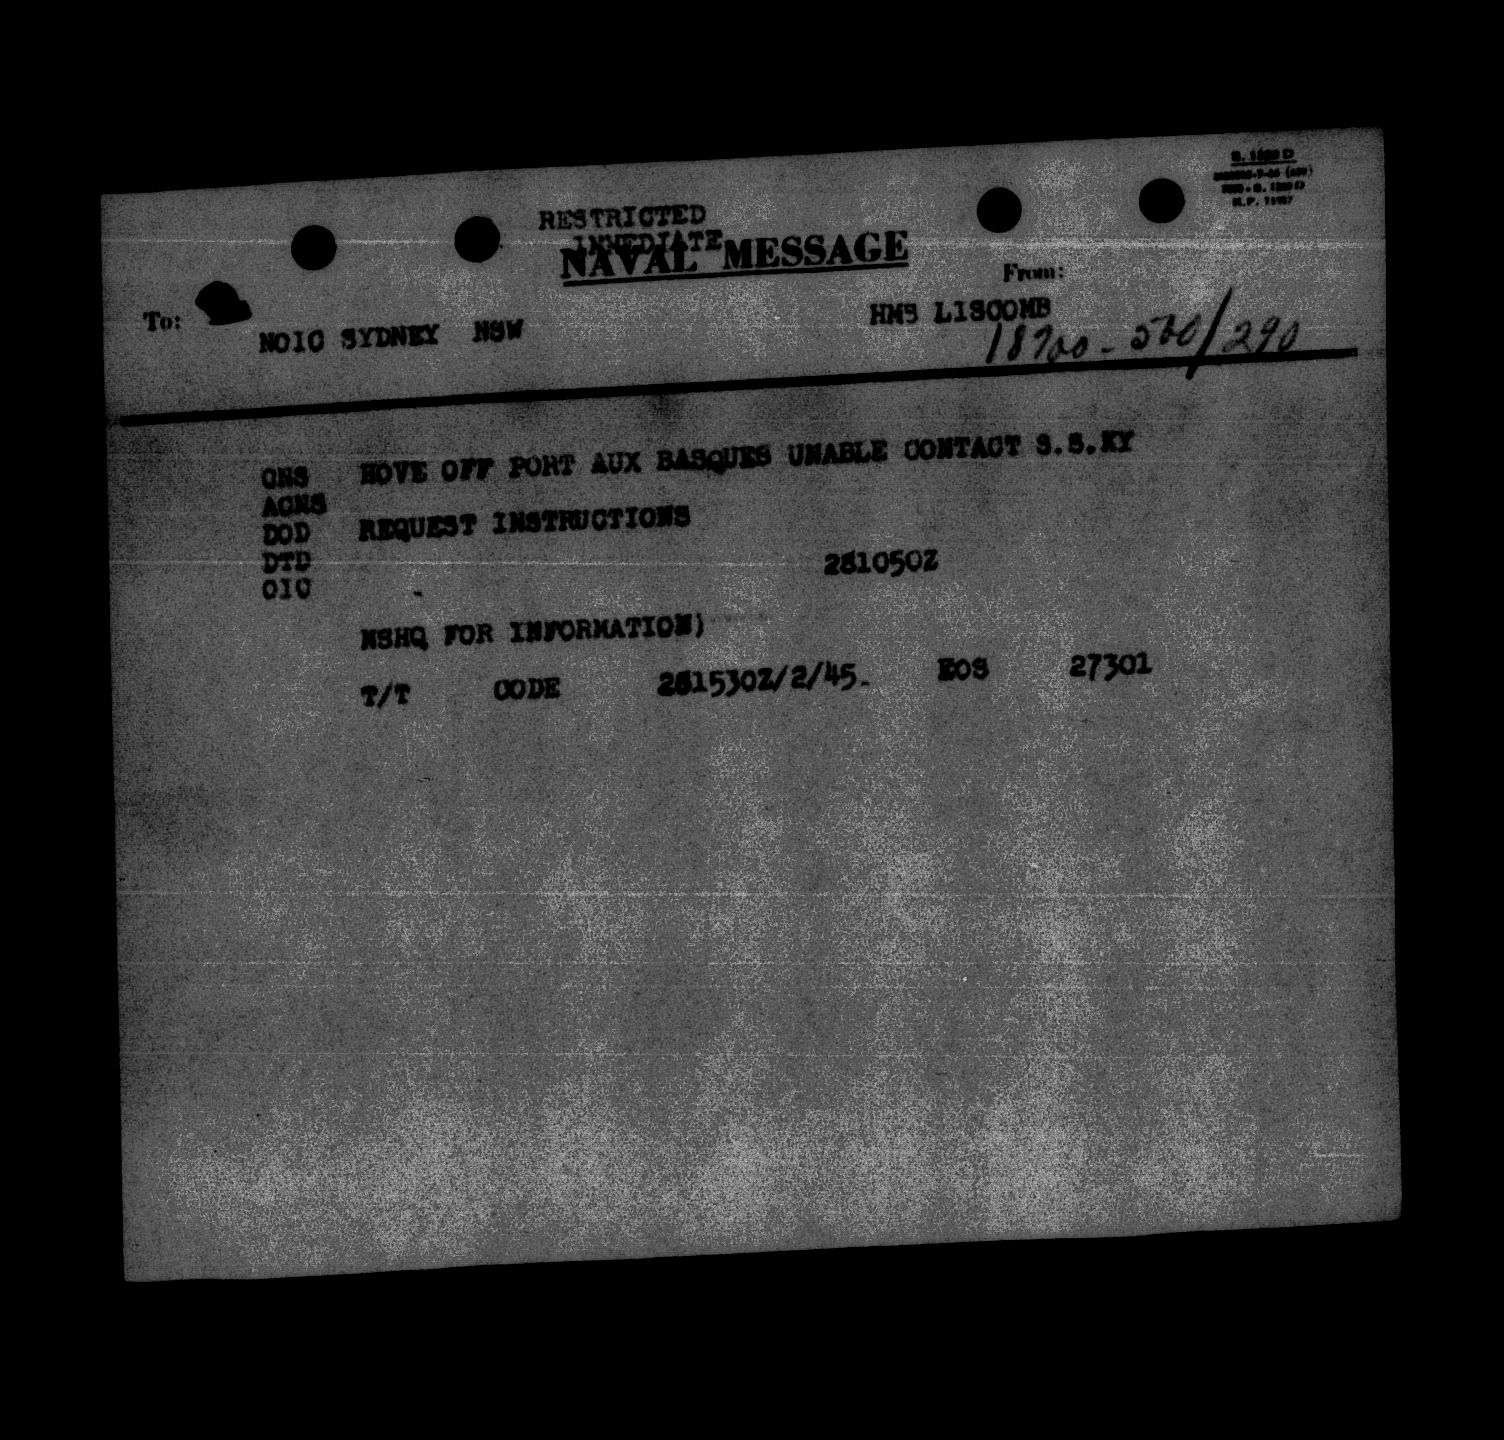 RESTRICTED
IMMEDIATE
NAVAL MESSAGE
From:
To:
HMS LISCOMB
NOIC SYDNEY NSW
18700-500/290
CNS HOVE OFF PORT AUX BASQUES UNABLE CONTACT S.S.KY
ACNS
DOD REQUEST INSTRUCTIONS
DTD 281050Z
OIC
NSHQ FOR INFORMATION)
T/T CODE 281530Z/2/45. EOS 27301